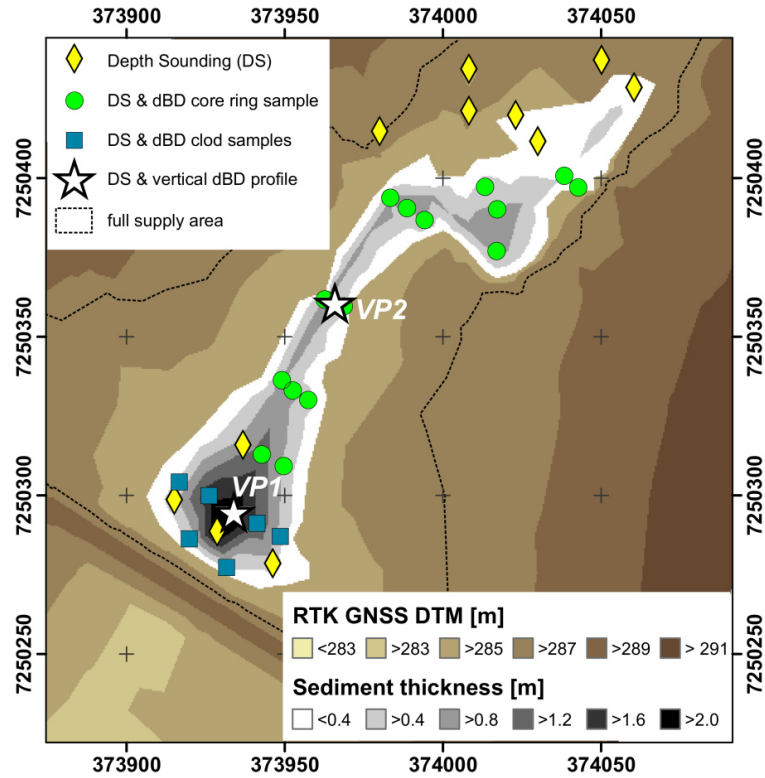 373900 373950 374000 374050
Depth Sounding (DS)
DS & dBD core ring sample
DS & dBD clod samples
DS & vertical dBD profile
full supply area
7250400 7250400
7250350 7250350
7250300 7250300
7250250 7250250
VP2
VP1
RTK GNSS DTM [m]
<283 >283 >285 >287 >289 > 291
Sediment thickness [m]
<0.4 >0.4 >0.8 >1.2 >1.6 >2.0
373900 373950 374000 374050